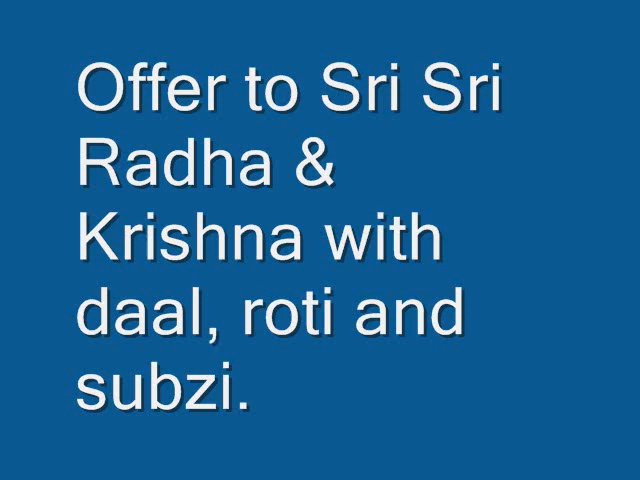 Offer to Sri Sri
Radha &
Krishna with
daal, roti and
subzi.